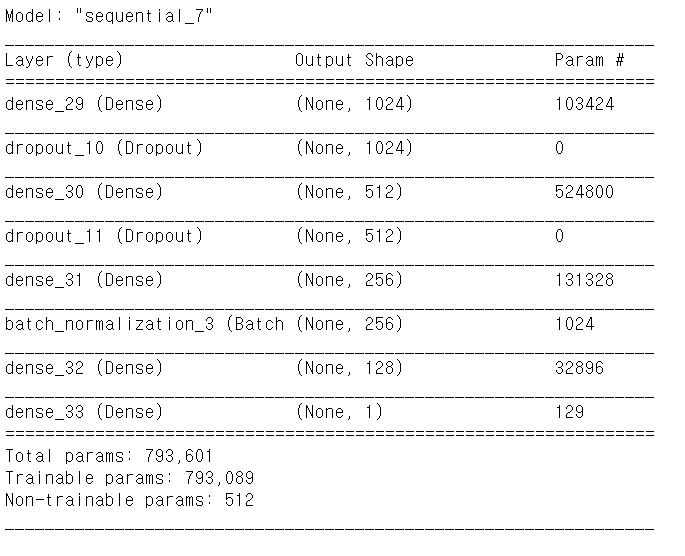 Model: "sequential_7"
_________________________________________________________________
Layer (type)                 Output Shape              Param #
=================================================================
dense_29 (Dense)             (None, 1024)              103424
_________________________________________________________________
dropout_10 (Dropout)         (None, 1024)              0
_________________________________________________________________
dense_30 (Dense)             (None, 512)               524800
_________________________________________________________________
dropout_11 (Dropout)         (None, 512)               0
_________________________________________________________________
dense_31 (Dense)             (None, 256)               131328
_________________________________________________________________
batch_normalization_3 (Batch (None, 256)               1024
_________________________________________________________________
dense_32 (Dense)             (None, 128)               32896
_________________________________________________________________
dense_33 (Dense)             (None, 1)                 129
=================================================================
Total params: 793,601
Trainable params: 793,089
Non-trainable params: 512
_________________________________________________________________